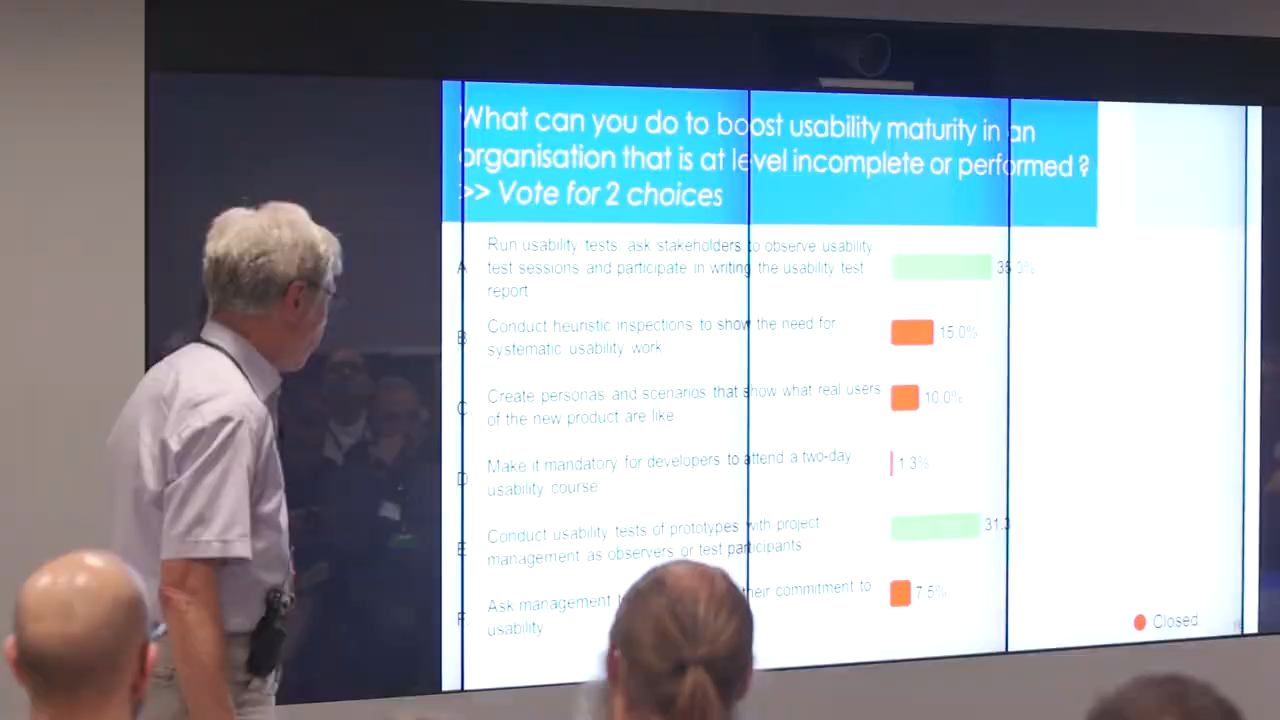 What can you do to boost usability maturity in an
organisation that is at level incomplete or performed ?
>> Vote for 2 choices
Run usability tests, ask stakeholders to observe usability
A test sessions and participate in writing the usability test
report
35.0%
B Conduct heuristic inspections to show the need for
systematic usability work
15.0%
C Create personas and scenarios that show what real users
of the new product are like
10.0%
D Make it mandatory for developers to attend a two-day
usability course
1.3%
E Conduct usability tests of prototypes with project
management as observers or test participants
31.3
F Ask management their commitment to
usability
7.5%
Closed